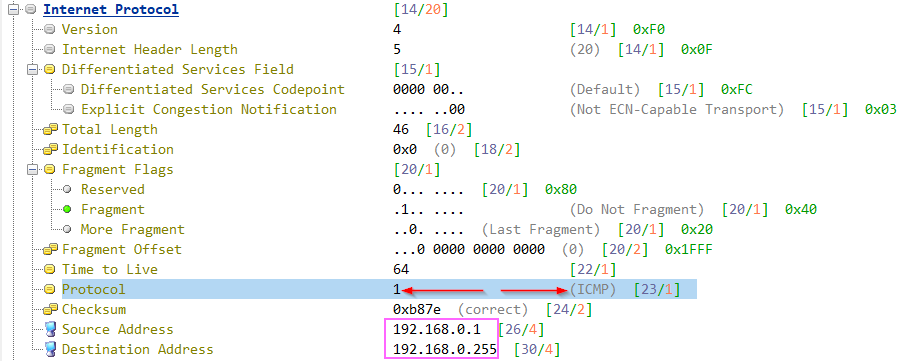 Internet Protocol [14/20]
Version 4 [14/1] 0xF0
Internet Header Length 5 (20) [14/1] 0x0F
Differentiated Services Field [15/1]
Differentiated Services Codepoint 0000 00.. (Default) [15/1] 0xFC
Explicit Congestion Notification .... ..00 (Not ECN-Capable Transport) [15/1] 0x03
Total Length 46 [16/2]
Identification 0x0 (0) [18/2]
Fragment Flags [20/1]
Reserved 0... .... [20/1] 0x80
Fragment .1.. .... (Do Not Fragment) [20/1] 0x40
More Fragment ..0. .... (Last Fragment) [20/1] 0x20
Fragment Offset ...0 0000 0000 0000 (0) [20/2] 0x1FFF
Time to Live 64 [22/1]
Protocol 1 (ICMP) [23/1]
Checksum 0xb87e (correct) [24/2]
Source Address 192.168.0.1 [26/4]
Destination Address 192.168.0.255 [30/4]